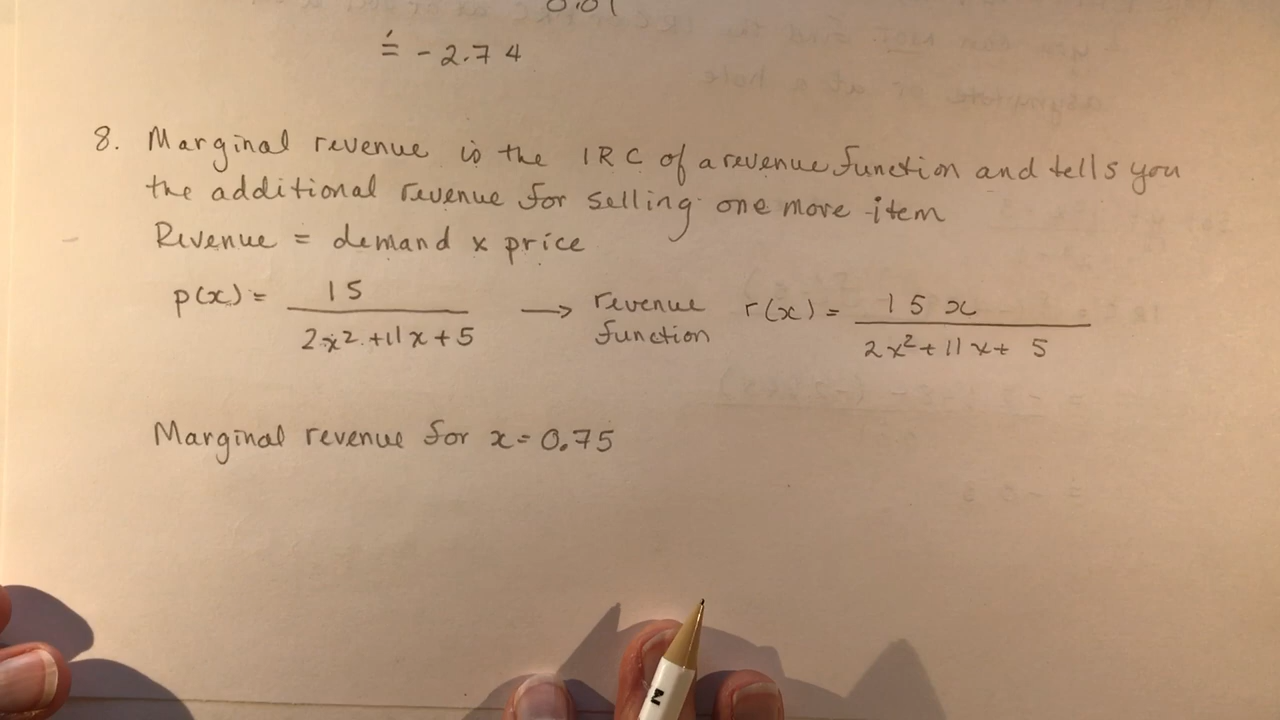 0.01
≐ -2.74
8. Marginal revenue is the IRC of a revenue function and tells you
the additional revenue for selling one more item
Revenue = demand x price
p(x) = 15 / 2x² + 11x + 5 → revenue function r(x) = 15x / 2x² + 11x + 5
Marginal revenue for x = 0.75
N